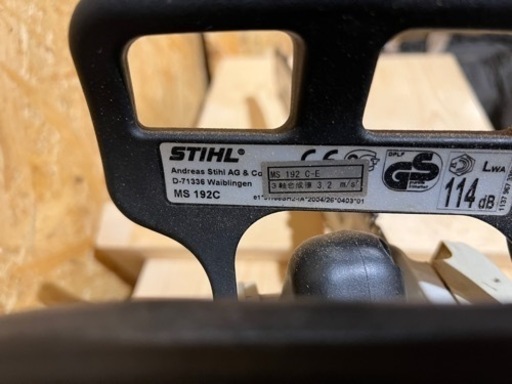 STIHL
Andreas Stihl AG & Co
D-71336 Waiblingen
MS 192C
MS 192 C-E
3軸合成値 3.2 m/s²
GS
LWA
114 dB